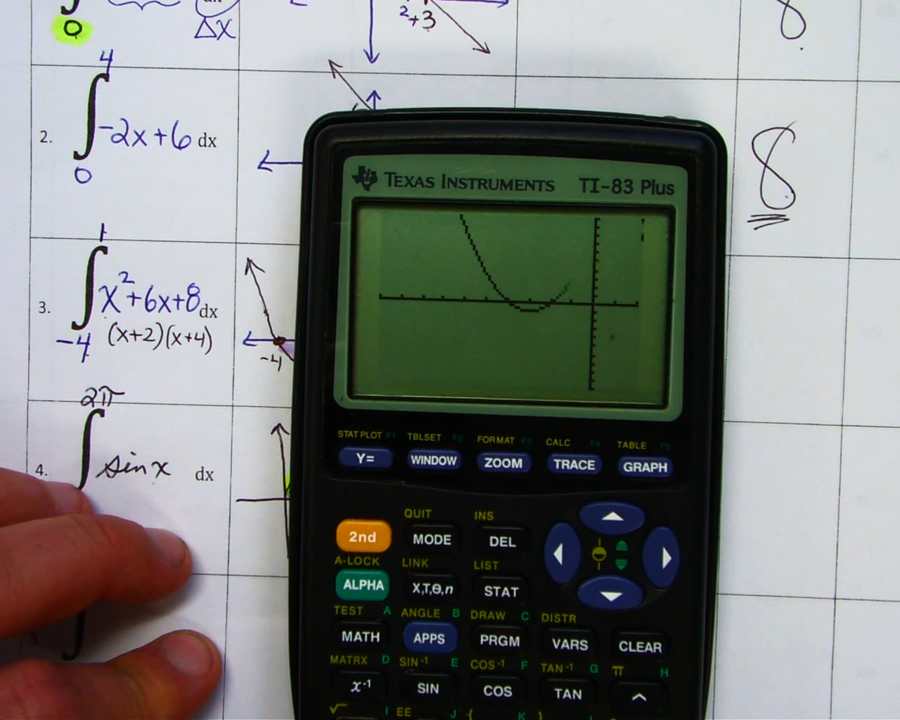 0 ΔX 2+3 8
4
2. ∫ -2x+6 dx 8
0
1
3. ∫ x²+6x+8 dx
-4 (x+2)(x+4) -4
2π
4. ∫ sin x dx
TEXAS INSTRUMENTS TI-83 Plus
STAT PLOT F1 TBLSET F2 FORMAT F3 CALC F4 TABLE F5
Y= WINDOW ZOOM TRACE GRAPH
QUIT INS
2nd MODE DEL
A-LOCK LINK LIST
ALPHA X,T,Θ,n STAT
TEST A ANGLE B DRAW C DISTR
MATH APPS PRGM VARS CLEAR
MATRX D SIN⁻¹ E COS⁻¹ F TAN⁻¹ G π H
x⁻¹ SIN COS TAN ^
√ I EE J { K } L